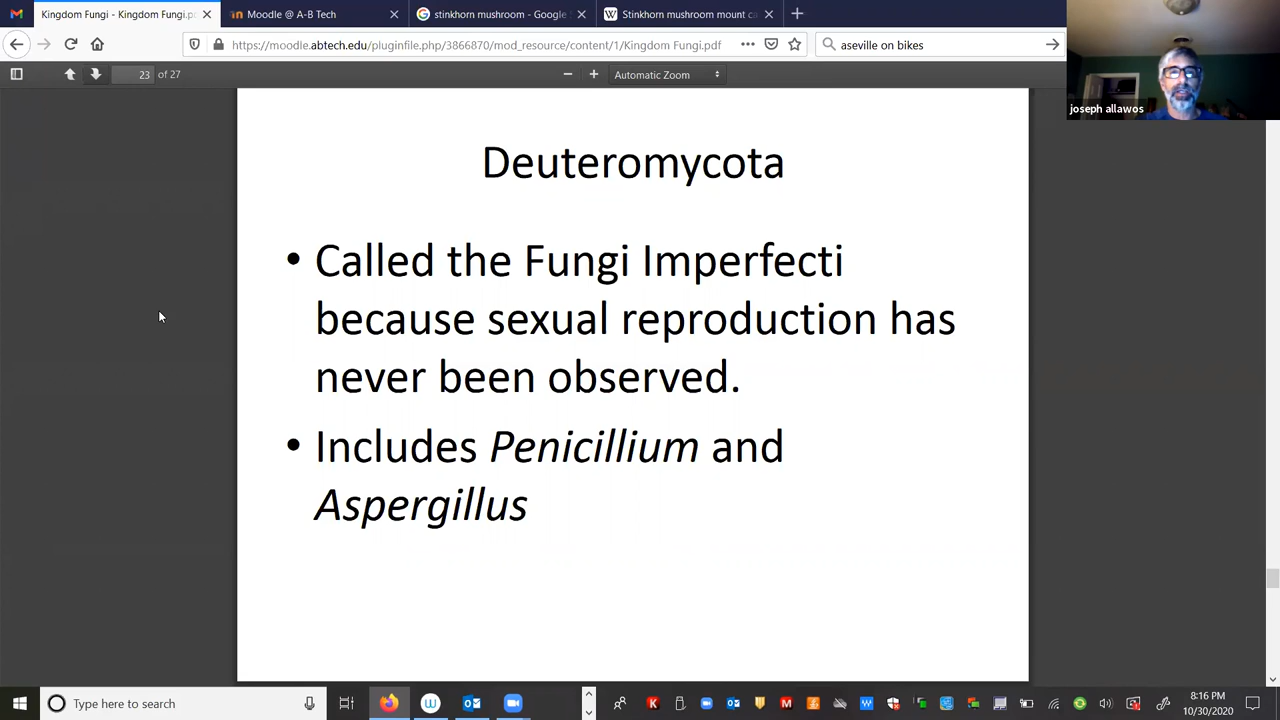 Kingdom Fungi - Kingdom Fungi.p
Moodle @ A-B Tech
stinkhorn mushroom - Google
Stinkhorn mushroom mount ca
https://moodle.abtech.edu/pluginfile.php/3866870/mod_resource/content/1/Kingdom Fungi.pdf
aseville on bikes
23 of 27
Automatic Zoom
joseph allawos
Deuteromycota
• Called the Fungi Imperfecti
because sexual reproduction has
never been observed.
• Includes Penicillium and
Aspergillus
Type here to search
8:16 PM
10/30/2020